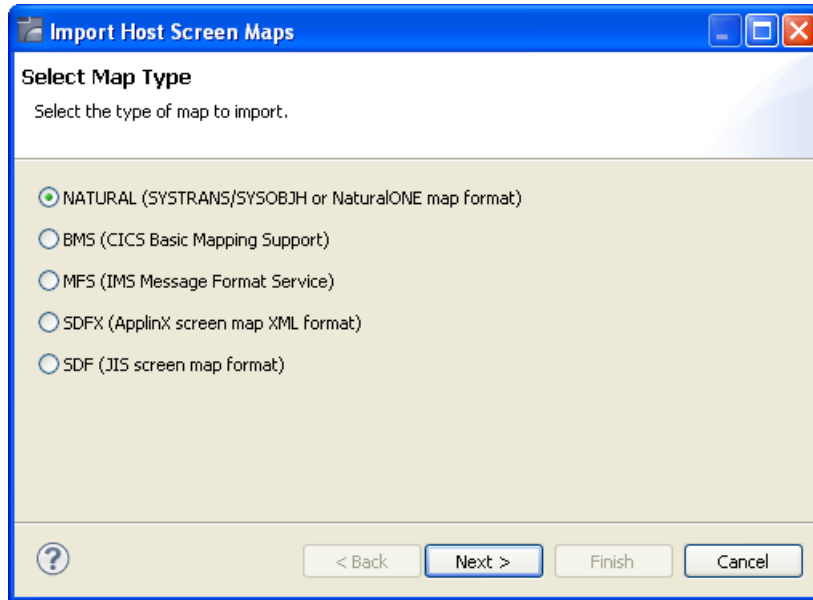 Import Host Screen Maps
Select Map Type
Select the type of map to import.
NATURAL (SYSTRANS/SYSOBJH or NaturalONE map format)
BMS (CICS Basic Mapping Support)
MFS (IMS Message Format Service)
SDFX (ApplinX screen map XML format)
SDF (JIS screen map format)
? < Back Next > Finish Cancel